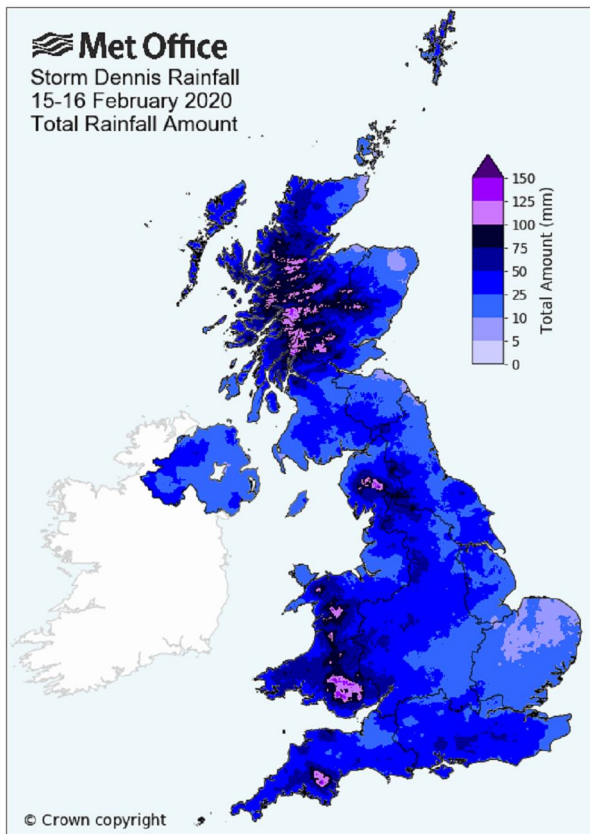 Met Office
Storm Dennis Rainfall
15-16 February 2020
Total Rainfall Amount
150
125
100
75
50
25
10
5
0
Total Amount (mm)
© Crown copyright